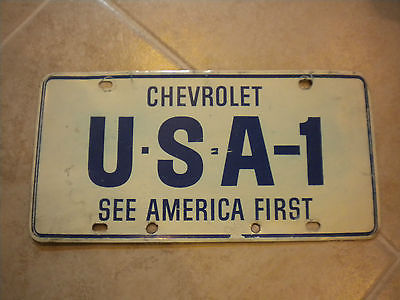 CHEVROLET
U·S·A-1
SEE AMERICA FIRST